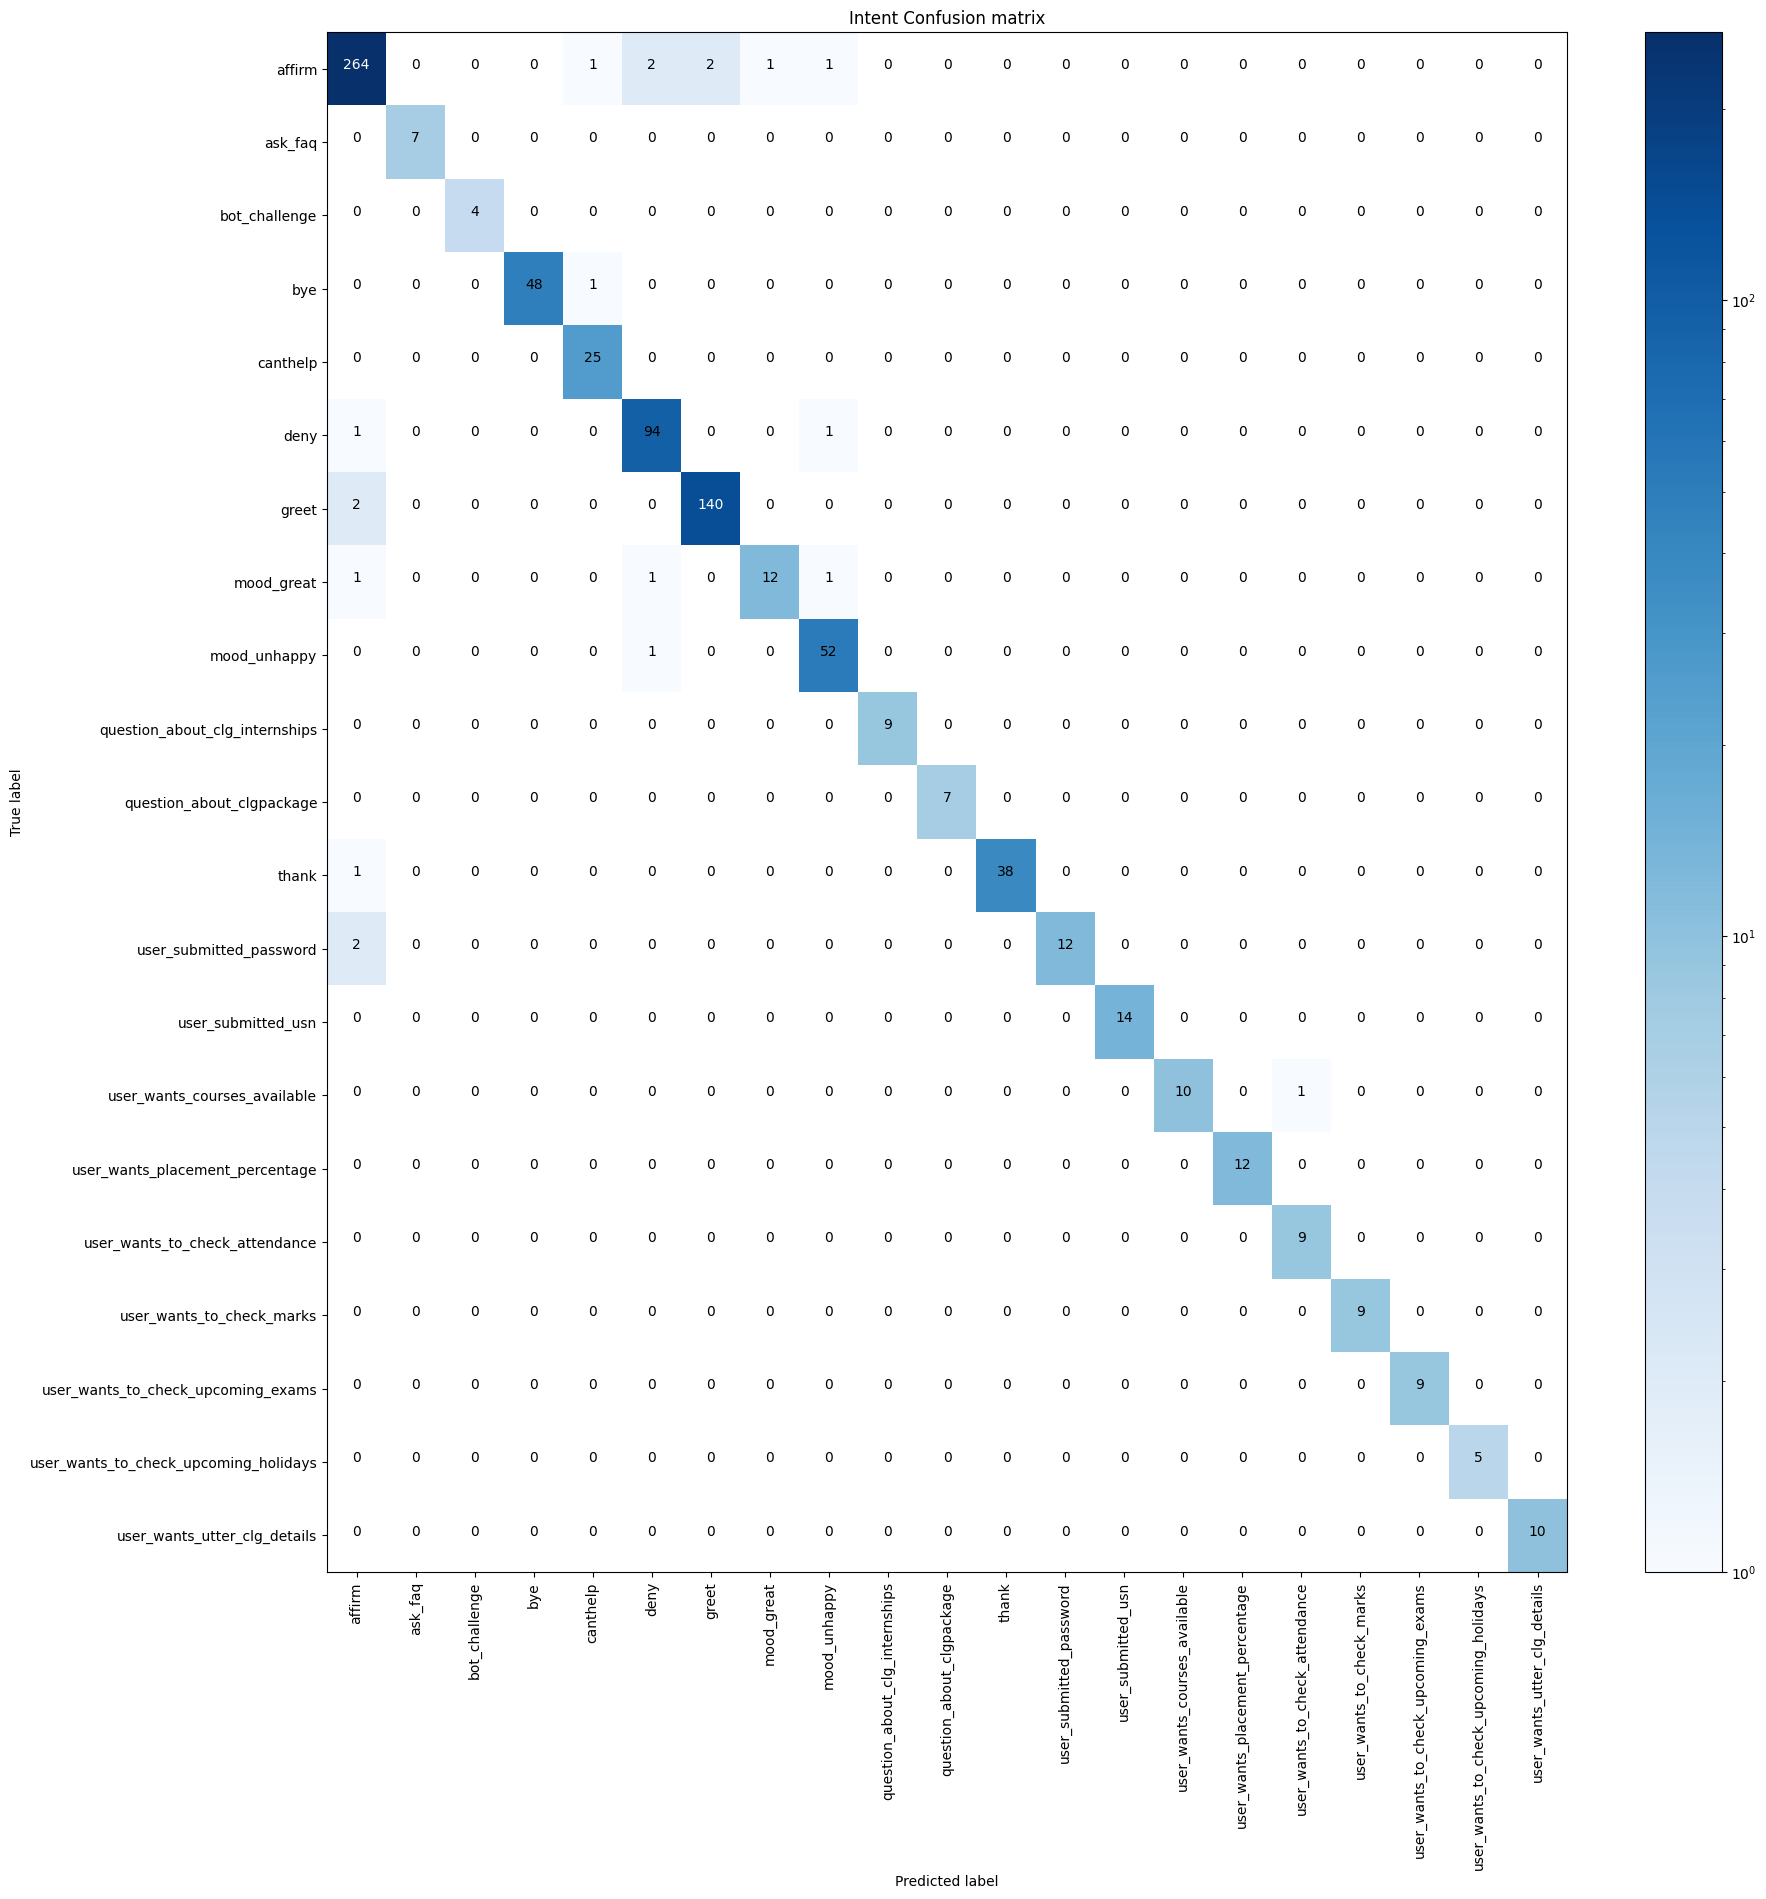 Intent Confusion matrix
affirm 264 0 0 0 1 2 2 1 1 0 0 0 0 0 0 0 0 0 0 0 0
ask_faq 0 7 0 0 0 0 0 0 0 0 0 0 0 0 0 0 0 0 0 0 0
bot_challenge 0 0 4 0 0 0 0 0 0 0 0 0 0 0 0 0 0 0 0 0 0
bye 0 0 0 48 1 0 0 0 0 0 0 0 0 0 0 0 0 0 0 0 0
10²
canthelp 0 0 0 0 25 0 0 0 0 0 0 0 0 0 0 0 0 0 0 0 0
deny 1 0 0 0 0 94 0 0 1 0 0 0 0 0 0 0 0 0 0 0 0
greet 2 0 0 0 0 0 140 0 0 0 0 0 0 0 0 0 0 0 0 0 0
mood_great 1 0 0 0 0 1 0 12 1 0 0 0 0 0 0 0 0 0 0 0 0
mood_unhappy 0 0 0 0 0 1 0 0 52 0 0 0 0 0 0 0 0 0 0 0 0
question_about_clg_internships 0 0 0 0 0 0 0 0 0 9 0 0 0 0 0 0 0 0 0 0 0
True label
question_about_clgpackage 0 0 0 0 0 0 0 0 0 0 7 0 0 0 0 0 0 0 0 0 0
thank 1 0 0 0 0 0 0 0 0 0 0 38 0 0 0 0 0 0 0 0 0
user_submitted_password 2 0 0 0 0 0 0 0 0 0 0 0 12 0 0 0 0 0 0 0 0
10¹
user_submitted_usn 0 0 0 0 0 0 0 0 0 0 0 0 0 14 0 0 0 0 0 0 0
user_wants_courses_available 0 0 0 0 0 0 0 0 0 0 0 0 0 0 10 0 1 0 0 0 0
user_wants_placement_percentage 0 0 0 0 0 0 0 0 0 0 0 0 0 0 0 12 0 0 0 0 0
user_wants_to_check_attendance 0 0 0 0 0 0 0 0 0 0 0 0 0 0 0 0 9 0 0 0 0
user_wants_to_check_marks 0 0 0 0 0 0 0 0 0 0 0 0 0 0 0 0 0 9 0 0 0
user_wants_to_check_upcoming_exams 0 0 0 0 0 0 0 0 0 0 0 0 0 0 0 0 0 0 9 0 0
user_wants_to_check_upcoming_holidays 0 0 0 0 0 0 0 0 0 0 0 0 0 0 0 0 0 0 0 5 0
user_wants_utter_clg_details 0 0 0 0 0 0 0 0 0 0 0 0 0 0 0 0 0 0 0 0 10
10⁰
affirm
ask_faq
bot_challenge
bye
canthelp
deny
greet
mood_great
mood_unhappy
question_about_clg_internships
question_about_clgpackage
thank
user_submitted_password
user_submitted_usn
user_wants_courses_available
user_wants_placement_percentage
user_wants_to_check_attendance
user_wants_to_check_marks
user_wants_to_check_upcoming_exams
user_wants_to_check_upcoming_holidays
user_wants_utter_clg_details
Predicted label